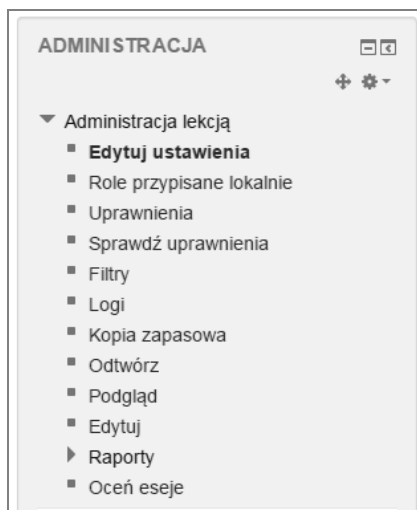 ADMINISTRACJA
Administracja lekcją
Edytuj ustawienia
Role przypisane lokalnie
Uprawnienia
Sprawdź uprawnienia
Filtry
Logi
Kopia zapasowa
Odtwórz
Podgląd
Edytuj
Raporty
Oceń eseje